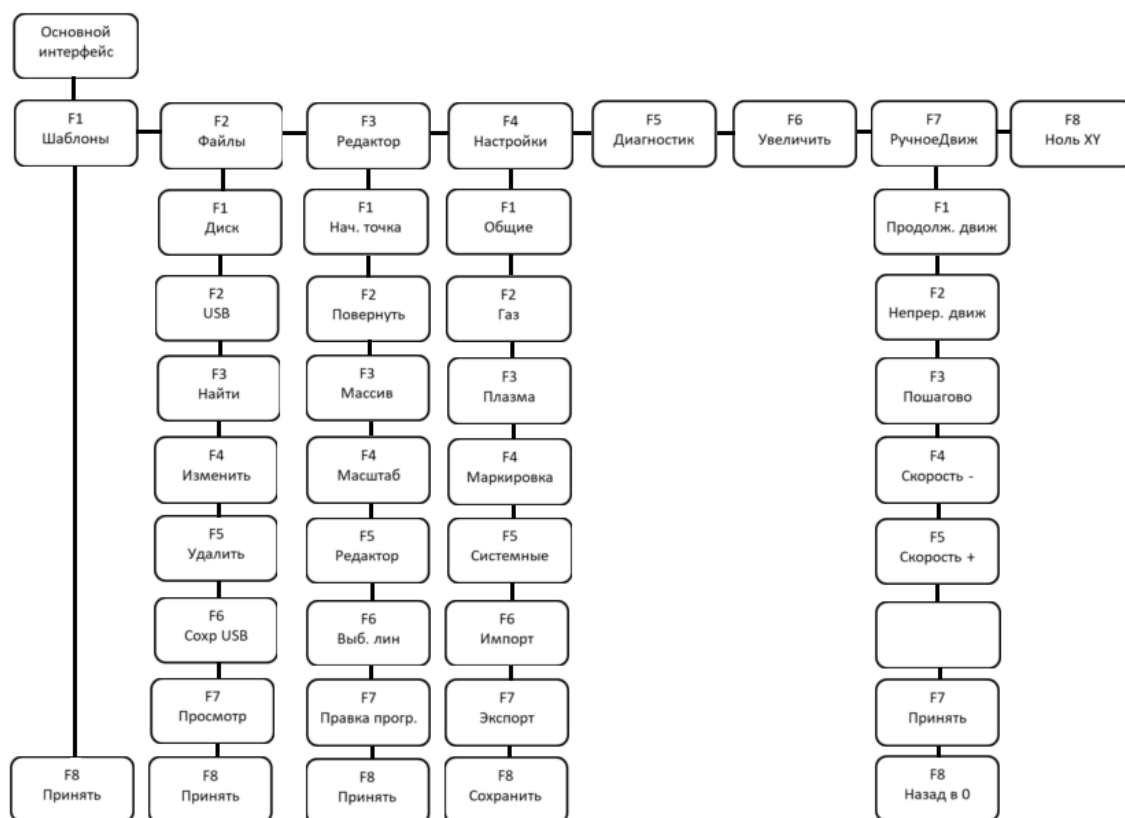 Основной
интерфейс
F1
Шаблоны
F2
Файлы
F3
Редактор
F4
Настройки
F5
Диагностик
F6
Увеличить
F7
РучноеДвиж
F8
Ноль XY
F8
Принять
F1
Диск
F2
USB
F3
Найти
F4
Изменить
F5
Удалить
F6
Сохр USB
F7
Просмотр
F8
Принять
F1
Нач. точка
F2
Повернуть
F3
Массив
F4
Масштаб
F5
Редактор
F6
Выб. лин
F7
Правка прогр.
F8
Принять
F1
Общие
F2
Газ
F3
Плазма
F4
Маркировка
F5
Системные
F6
Импорт
F7
Экспорт
F8
Сохранить
F1
Продолж. движ
F2
Непрер. движ
F3
Пошагово
F4
Скорость -
F5
Скорость +
F7
Принять
F8
Назад в 0